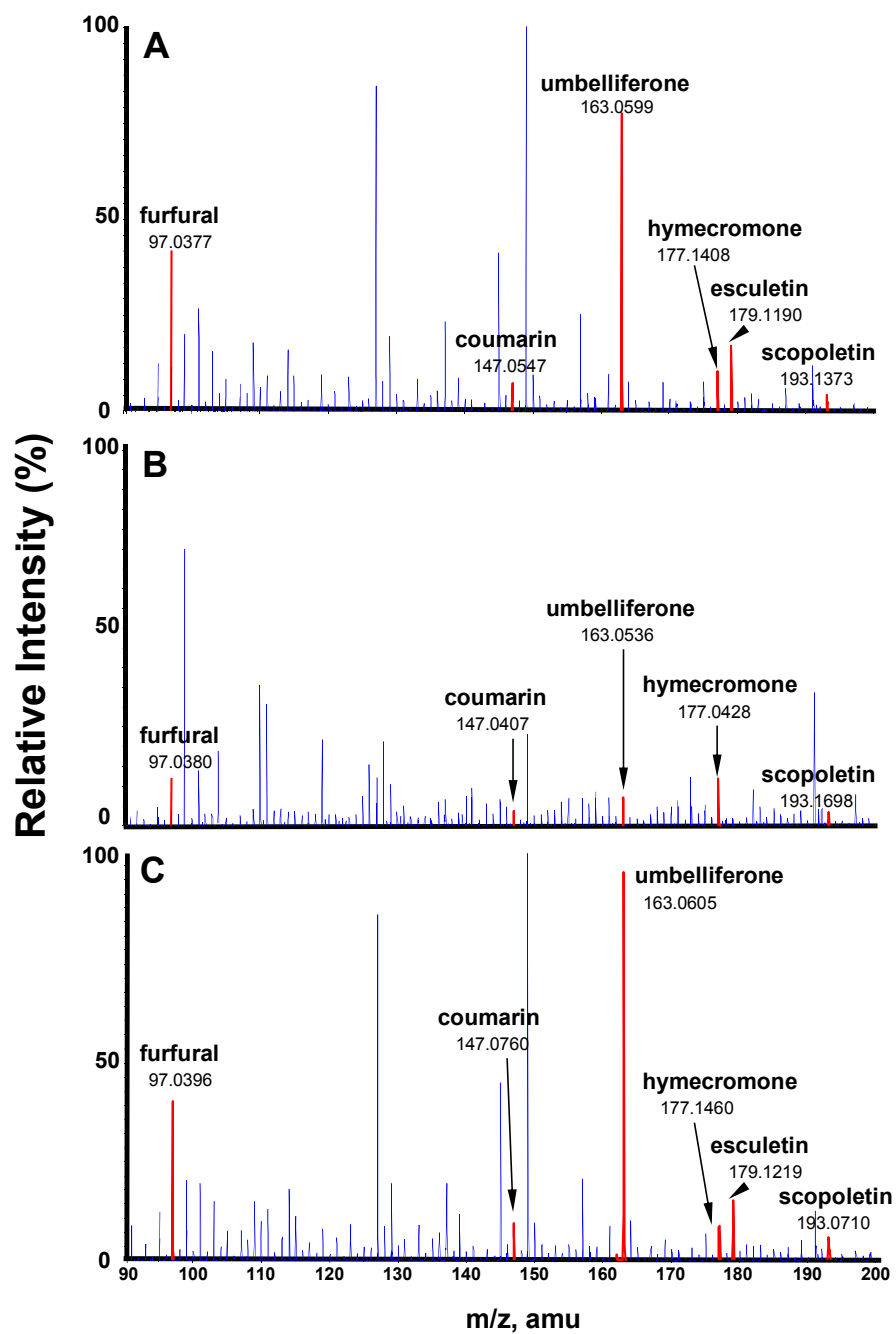 Relative Intensity (%)
100
A
umbelliferone
163.0599
50
furfural
97.0377
hymecromone
177.1408
esculetin
179.1190
coumarin
147.0547
scopoletin
193.1373
0
100
B
umbelliferone
163.0536
50
coumarin
147.0407
hymecromone
177.0428
furfural
97.0380
scopoletin
193.1698
0
100
C
umbelliferone
163.0605
coumarin
147.0760
50
furfural
97.0396
hymecromone
177.1460
esculetin
179.1219
scopoletin
193.0710
0
90 100 110 120 130 140 150 160 170 180 190 200
m/z, amu